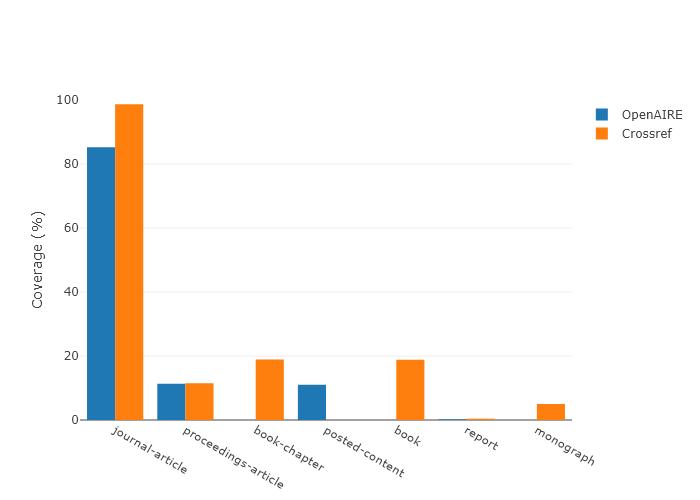 100
80
60
40
20
0
Coverage (%)
OpenAIRE
Crossref
journal-article
proceedings-article
book-chapter
posted-content
book
report
monograph